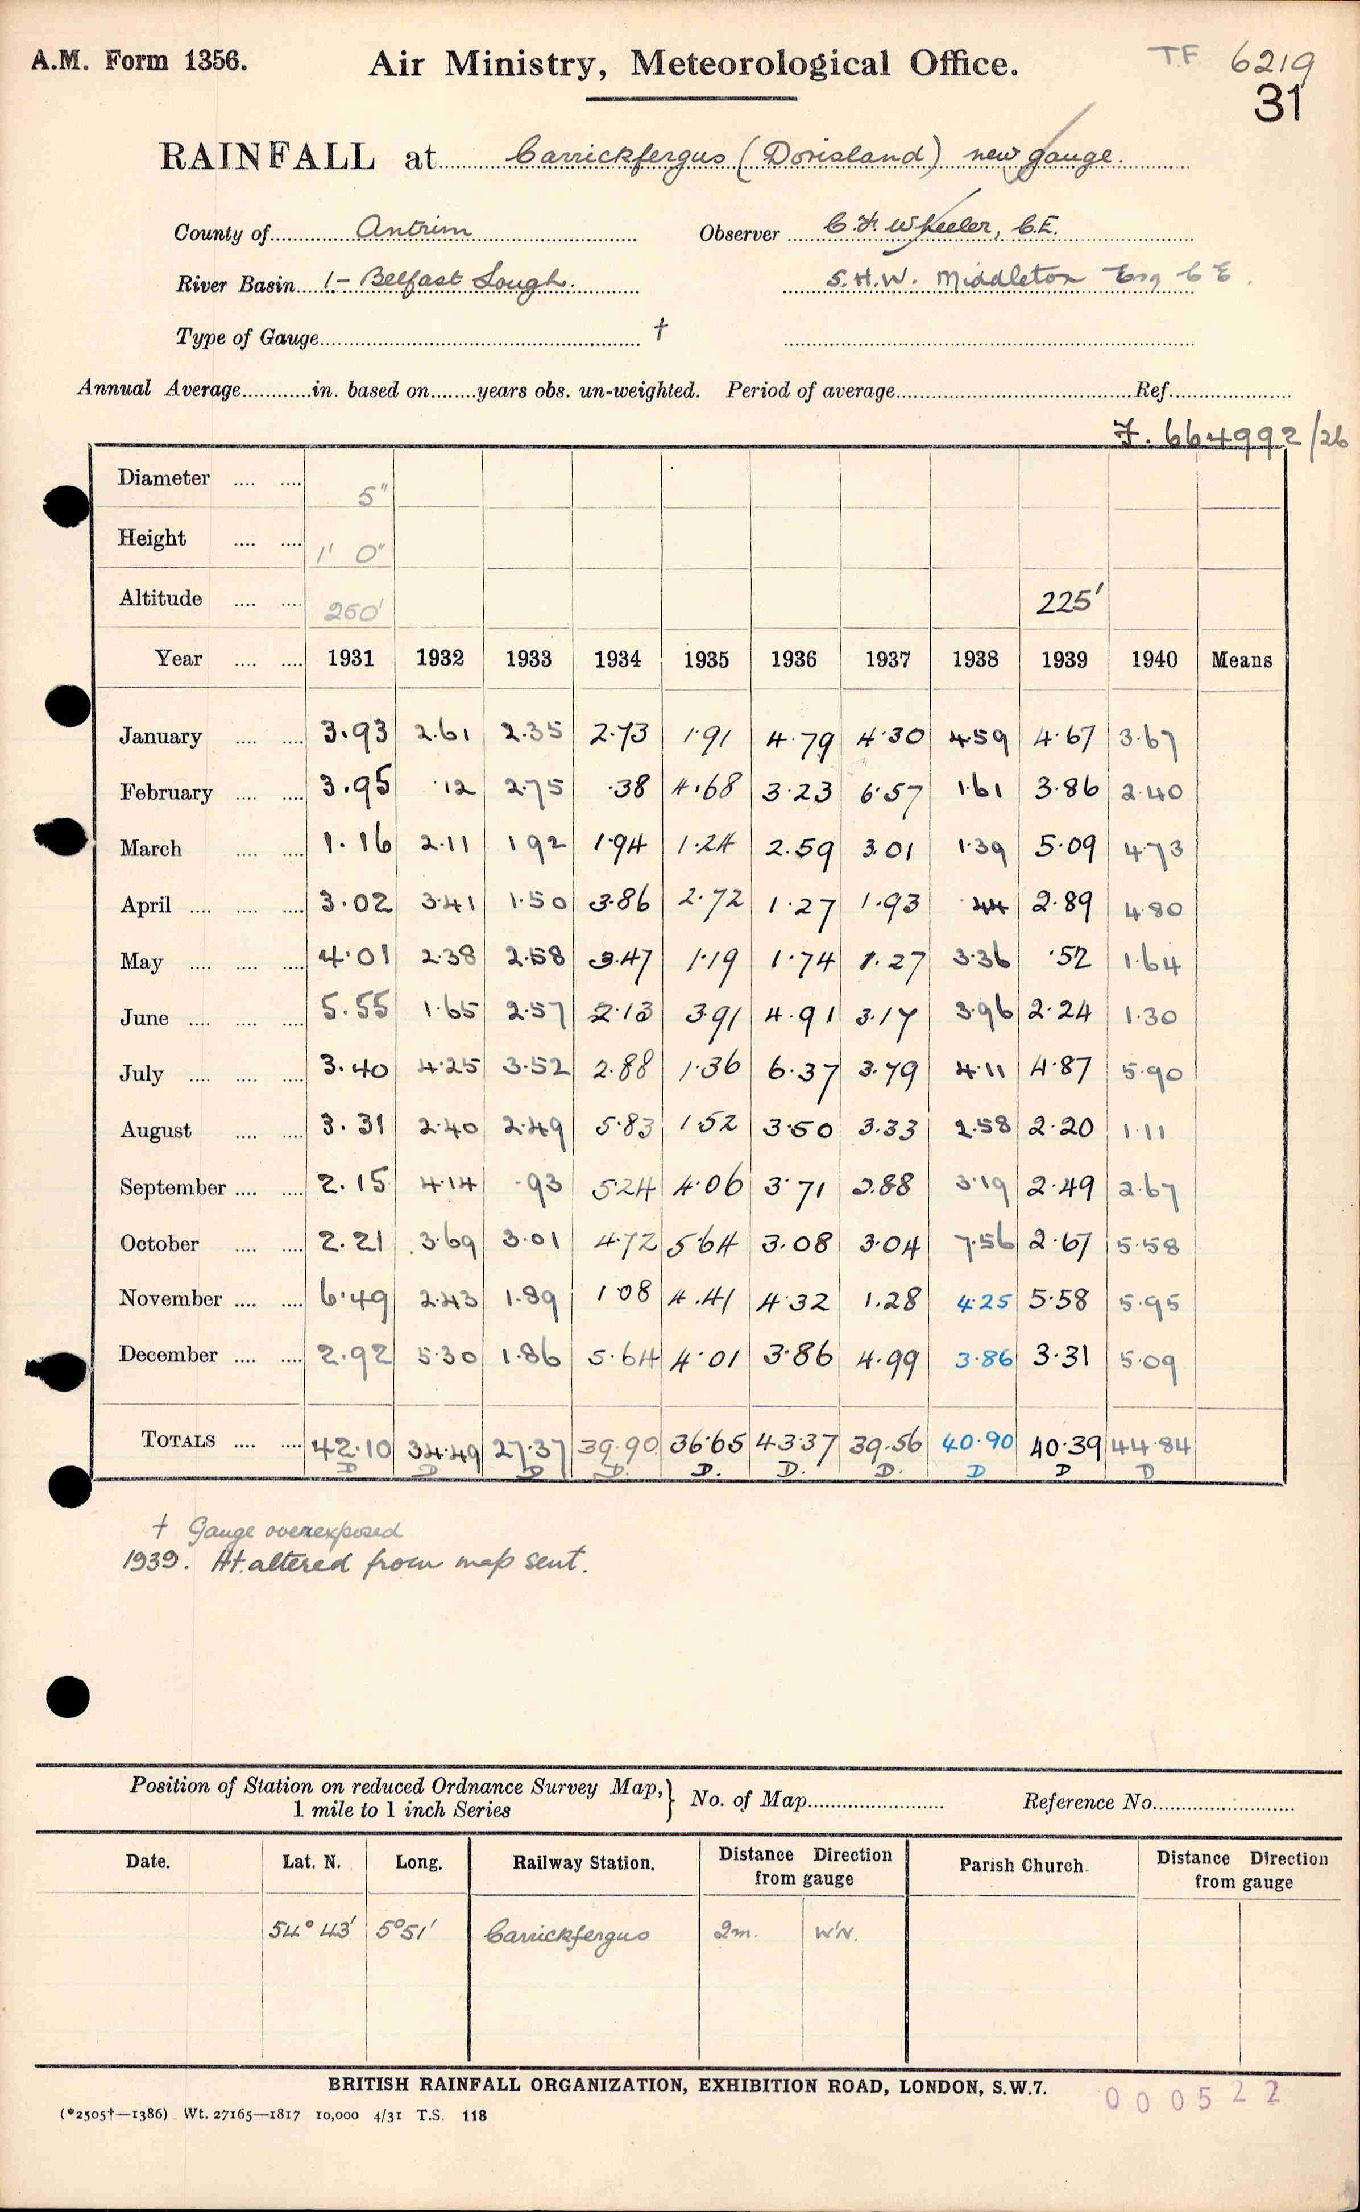 A.M. Form 1356. Air Ministry, Meteorological Office. T.F 6219
31
RAINFALL at Carrickfergus (Dorisland) new gauge.
County of Antrim Observer C.F. Wheeler, C.E.
River Basin 1 – Belfast Lough. S.H.W. Middleton Esq C E.
Type of Gauge †
Annual Average in. based on years obs. un-weighted. Period of average Ref.
F. 664992/26
Diameter 5"
Height 1' 0"
Altitude 250' 225'
Year 1931 1932 1933 1934 1935 1936 1937 1938 1939 1940 Means
January 3.93 2.61 2.35 2.73 1.91 4.79 4.30 4.59 4.67 3.67
February 3.95 .12 2.75 .38 4.68 3.23 6.57 1.61 3.86 2.40
March 1.16 2.11 1.92 1.94 1.24 2.59 3.01 1.39 5.09 4.73
April 3.02 3.41 1.50 3.86 2.72 1.27 1.93 .44 2.89 4.80
May 4.01 2.38 2.58 3.47 1.19 1.74 1.27 3.36 .52 1.64
June 5.55 1.65 2.57 2.13 3.91 4.91 3.17 3.96 2.24 1.30
July 3.40 4.25 3.52 2.88 1.36 6.37 3.79 4.11 4.87 5.90
August 3.31 2.40 2.49 5.83 1.52 3.50 3.33 2.58 2.20 1.11
September 2.15 4.14 .93 5.24 4.06 3.71 2.88 3.19 2.49 2.67
October 2.21 3.69 3.01 4.72 5.64 3.08 3.04 7.56 2.67 5.58
November 6.49 2.43 1.89 1.08 4.41 4.32 1.28 4.25 5.58 5.95
December 2.92 5.30 1.86 5.64 4.01 3.86 4.99 3.86 3.31 5.09
TOTALS 42.10 34.49 27.37 39.90 36.65 43.37 39.56 40.90 40.39 44.84
D D D D. D. D. D. D D D
† Gauge overexposed
1939. Ht. altered from map sent.
Position of Station on reduced Ordnance Survey Map, 1 mile to 1 inch Series } No. of Map Reference No.
Date. Lat. N. Long. Railway Station. Distance Direction from gauge Parish Church. Distance Direction from gauge
54° 43' 5° 51' Carrickfergus 2m. W'N.
BRITISH RAINFALL ORGANIZATION, EXHIBITION ROAD, LONDON, S.W.7.
000522
(*2505†—1386) Wt. 27165—1817 10,000 4/31 T.S. 118